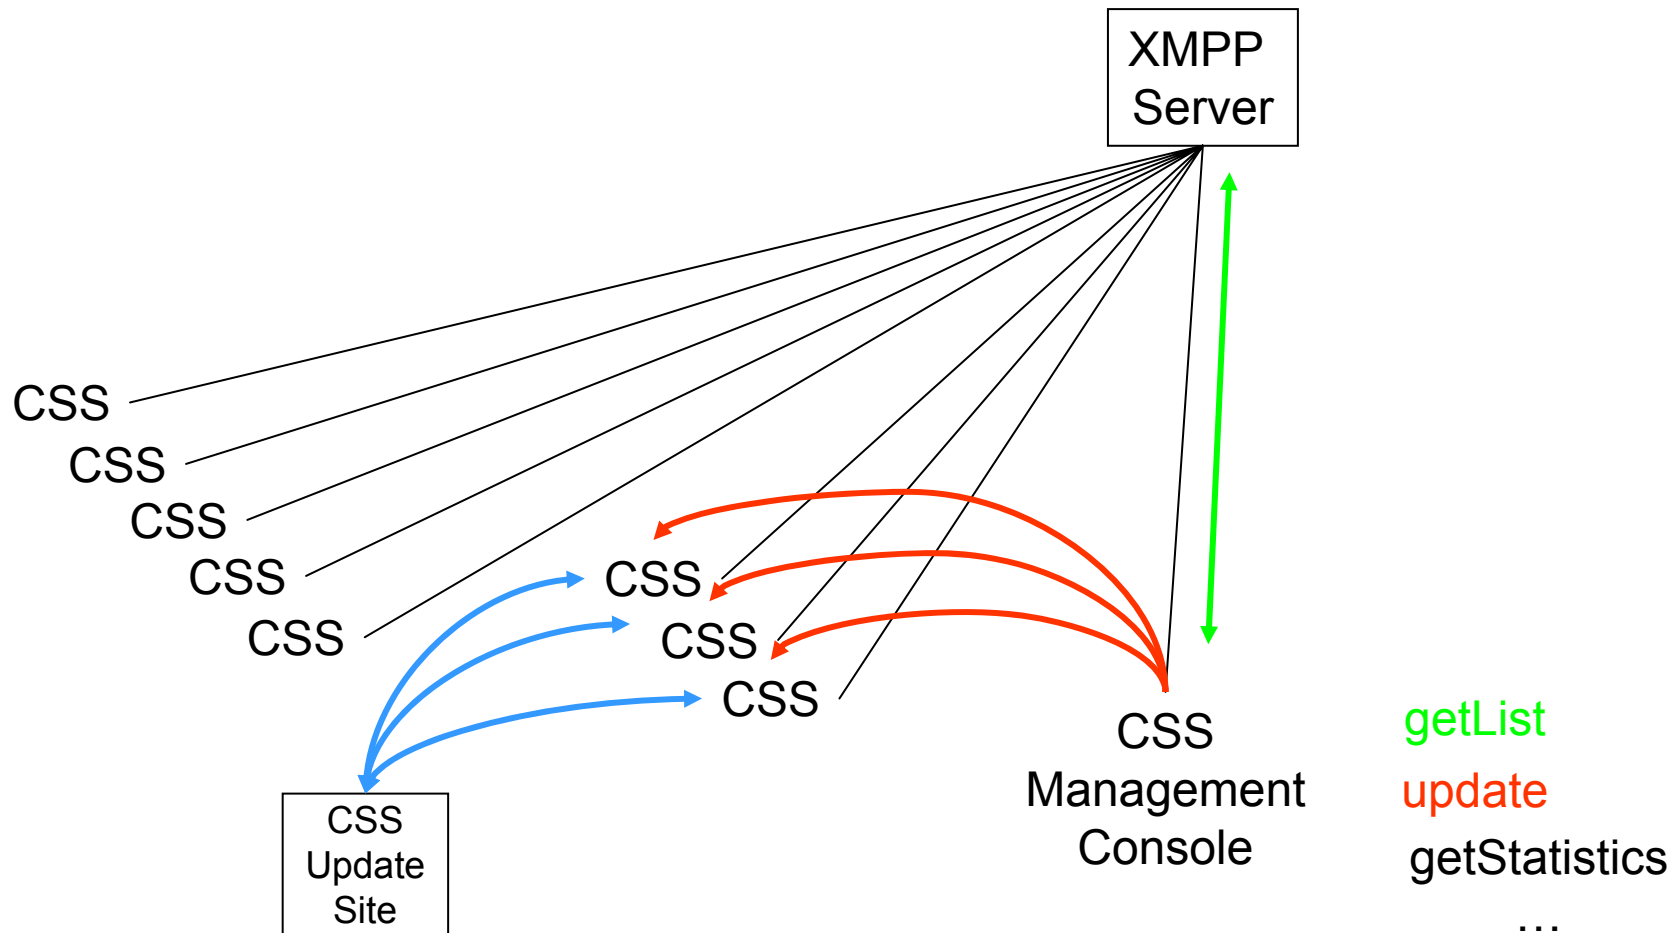 XMPP
Server
CSS
CSS
CSS
CSS
CSS
CSS
CSS
CSS
CSS
Management
Console
getList
update
getStatistics
...
CSS
Update
Site